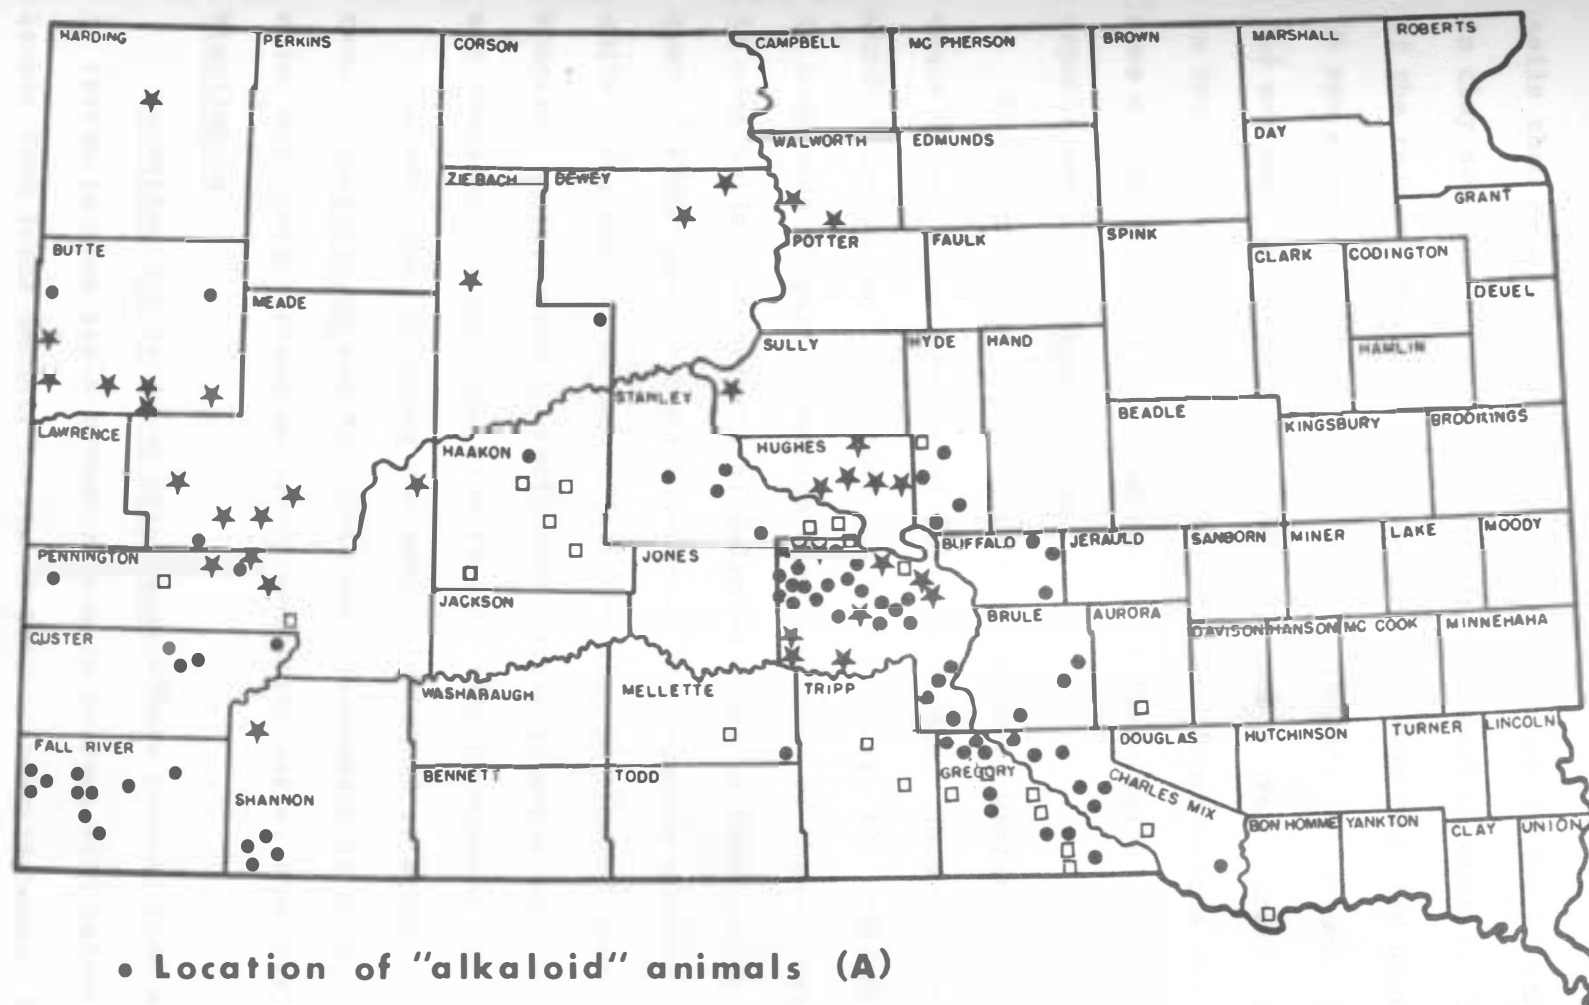 HARDING
PERKINS
CORSON
CAMPBELL
MC PHERSON
BROWN
MARSHALL
ROBERTS
WALWORTH
EDMUNDS
DAY
ZIEBACH
DEWEY
GRANT
BUTTE
POTTER
FAULK
SPINK
CLARK
CODINGTON
MEADE
DEUEL
SULLY
HYDE
HAND
HAMLIN
STANLEY
BEADLE
LAWRENCE
KINGSBURY
BROOKINGS
HAAKON
HUGHES
PENNINGTON
JONES
BUFFALO
JERAULD
SANBORN
MINER
LAKE
MOODY
JACKSON
CUSTER
BRULE
AURORA
DAVISON
HANSON
MC COOK
MINNEHAHA
WASHABAUGH
MELLETTE
TRIPP
FALL RIVER
DOUGLAS
HUTCHINSON
TURNER
LINCOLN
BENNETT
TODD
GREGORY
CHARLES MIX
SHANNON
BON HOMME
YANKTON
CLAY
UNION
Location of "alkaloid" animals (A)